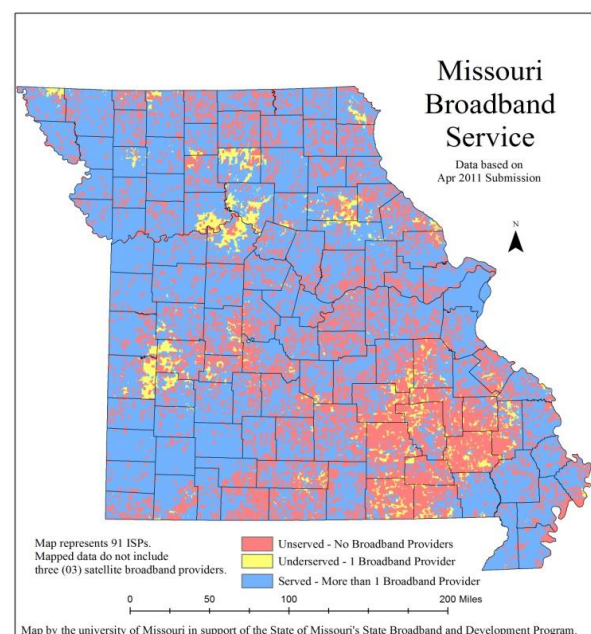 Missouri
Broadband
Service
Data based on
Apr 2011 Submission
N
Map represents 91 ISPs.
Mapped data do not include
three (03) satellite broadband providers.
Unserved - No Broadband Providers
Underserved - 1 Broadband Provider
Served - More than 1 Broadband Provider
0 50 100 200 Miles
Map by the university of Missouri in support of the State of Missouri's State Broadband and Development Program.